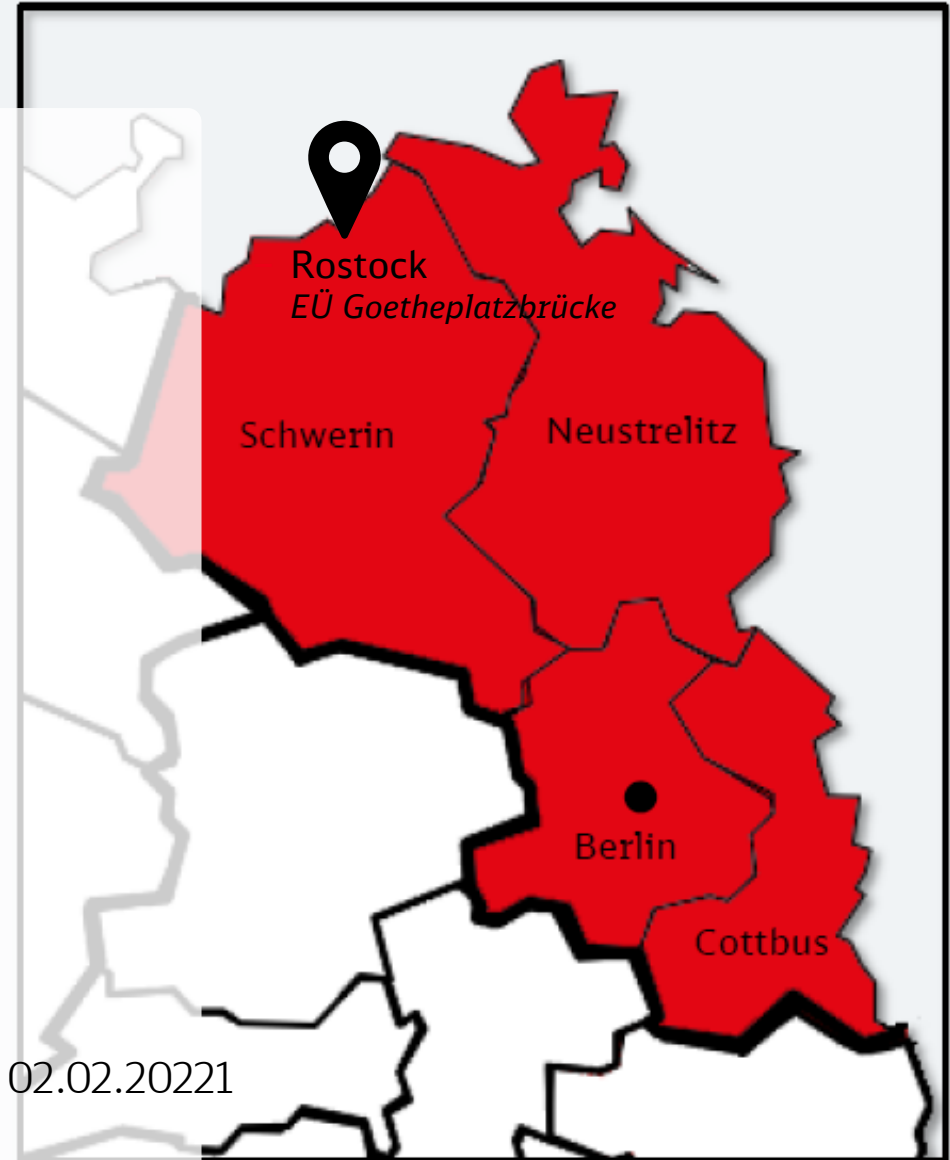 Rostock
EÜ Goetheplatzbrücke
Schwerin
Neustrelitz
Berlin
Cottbus
02.02.20221